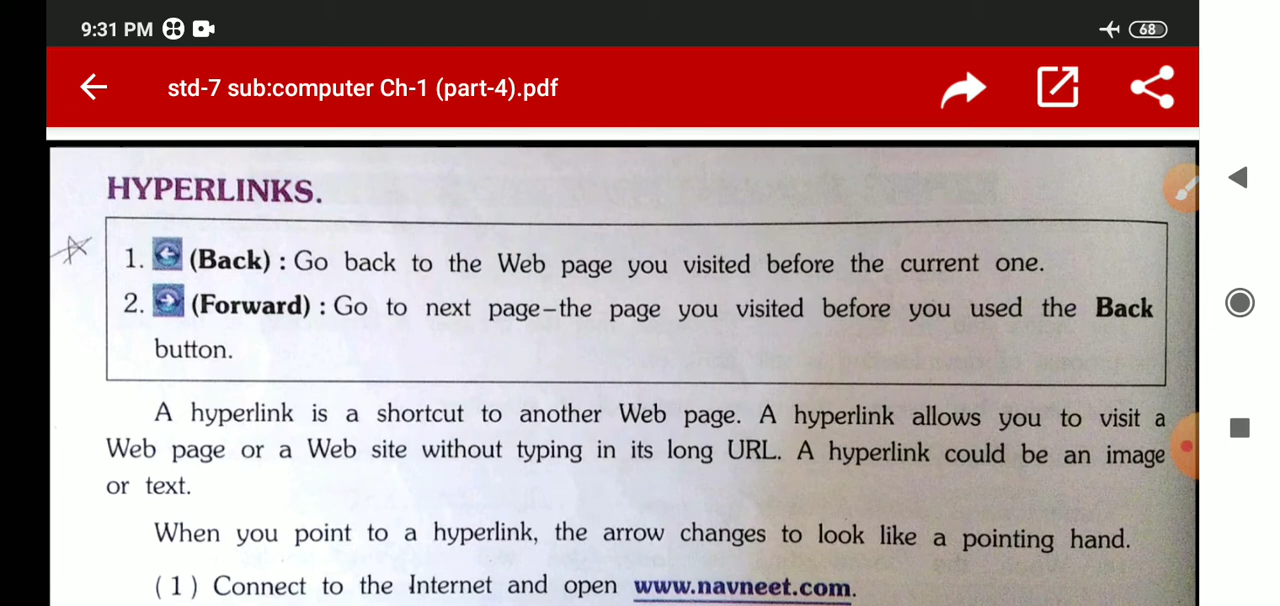 9:31 PM
68
std-7 sub:computer Ch-1 (part-4).pdf
HYPERLINKS.
1. (Back) : Go back to the Web page you visited before the current one.
2. (Forward) : Go to next page–the page you visited before you used the Back
button.
A hyperlink is a shortcut to another Web page. A hyperlink allows you to visit a
Web page or a Web site without typing in its long URL. A hyperlink could be an image
or text.
When you point to a hyperlink, the arrow changes to look like a pointing hand.
(1) Connect to the Internet and open www.navneet.com.